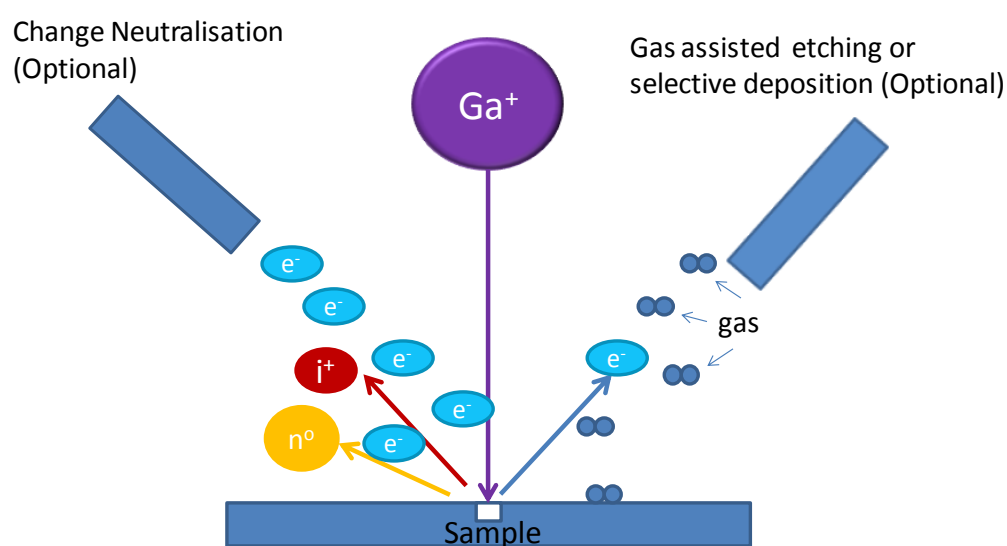 Change Neutralisation
(Optional)
Gas assisted etching or
selective deposition (Optional)
Ga⁺
e⁻
e⁻
gas
i⁺
e⁻
e⁻
e⁻
n⁰
e⁻
Sample